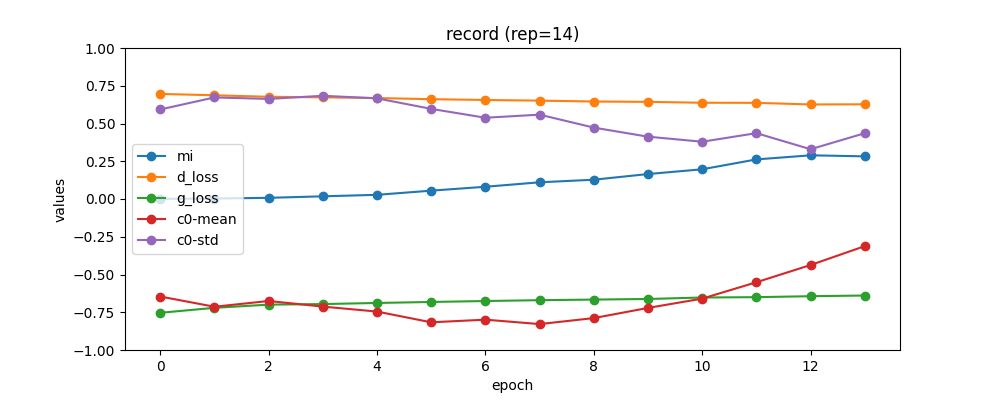 record (rep=14)
1.00
0.75
0.50
0.25
0.00
−0.25
−0.50
−0.75
−1.00
values
mi
d_loss
g_loss
c0-mean
c0-std
0 2 4 6 8 10 12
epoch